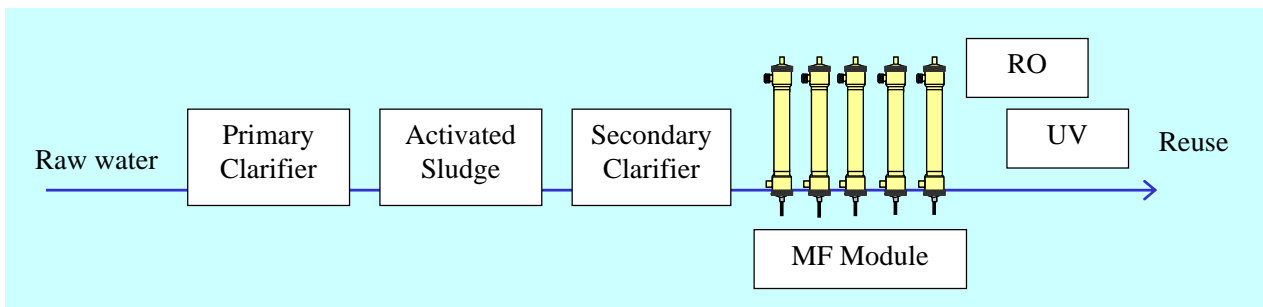 Raw water
Primary
Clarifier
Activated
Sludge
Secondary
Clarifier
MF Module
RO
UV
Reuse